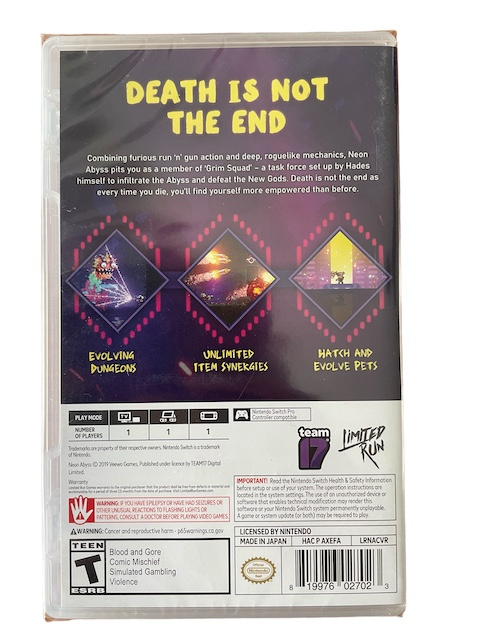 DEATH IS NOT
THE END
Combining furious run 'n' gun action and deep, roguelike mechanics, Neon
Abyss pits you as a member of 'Grim Squad' – a task force set up by Hades
himself to infiltrate the Abyss and defeat the New Gods. Death is not the end as
every time you die, you'll find yourself more empowered than before.
EVOLVING
DUNGEONS
UNLIMITED
ITEM SYNERGIES
HATCH AND
EVOLVE PETS
PLAY MODE
TV
NUMBER
OF PLAYERS
1
1
1
Nintendo Switch Pro
Controller compatible
Trademarks are property of their respective owners. Nintendo Switch is a trademark
of Nintendo.
Neon Abyss © 2019 Veewo Games. Published under licence by TEAM17 Digital
Limited.
Warranty
team
17
LIMITED
RUN
WARNING: IF YOU HAVE EPILEPSY OR HAVE HAD SEIZURES OR
OTHER UNUSUAL REACTIONS TO FLASHING LIGHTS OR
PATTERNS, CONSULT A DOCTOR BEFORE PLAYING VIDEO GAMES.
WARNING: Cancer and reproductive harm - p65warnings.ca.gov
IMPORTANT! Read the Nintendo Switch Health & Safety Information
before setup or use of your system. The operation instructions are
located in the system settings. The use of an unauthorized device or
software that enables technical modification may render this
software or your Nintendo Switch system permanently unplayable.
A game or system update (or both) may be required to play.
TEEN
T
ESRB
Blood and Gore
Comic Mischief
Simulated Gambling
Violence
LICENSED BY NINTENDO
MADE IN JAPAN
HAC P AXEFA
LRNACVR
Official
Nintendo
Seal
8 19976 02702 3